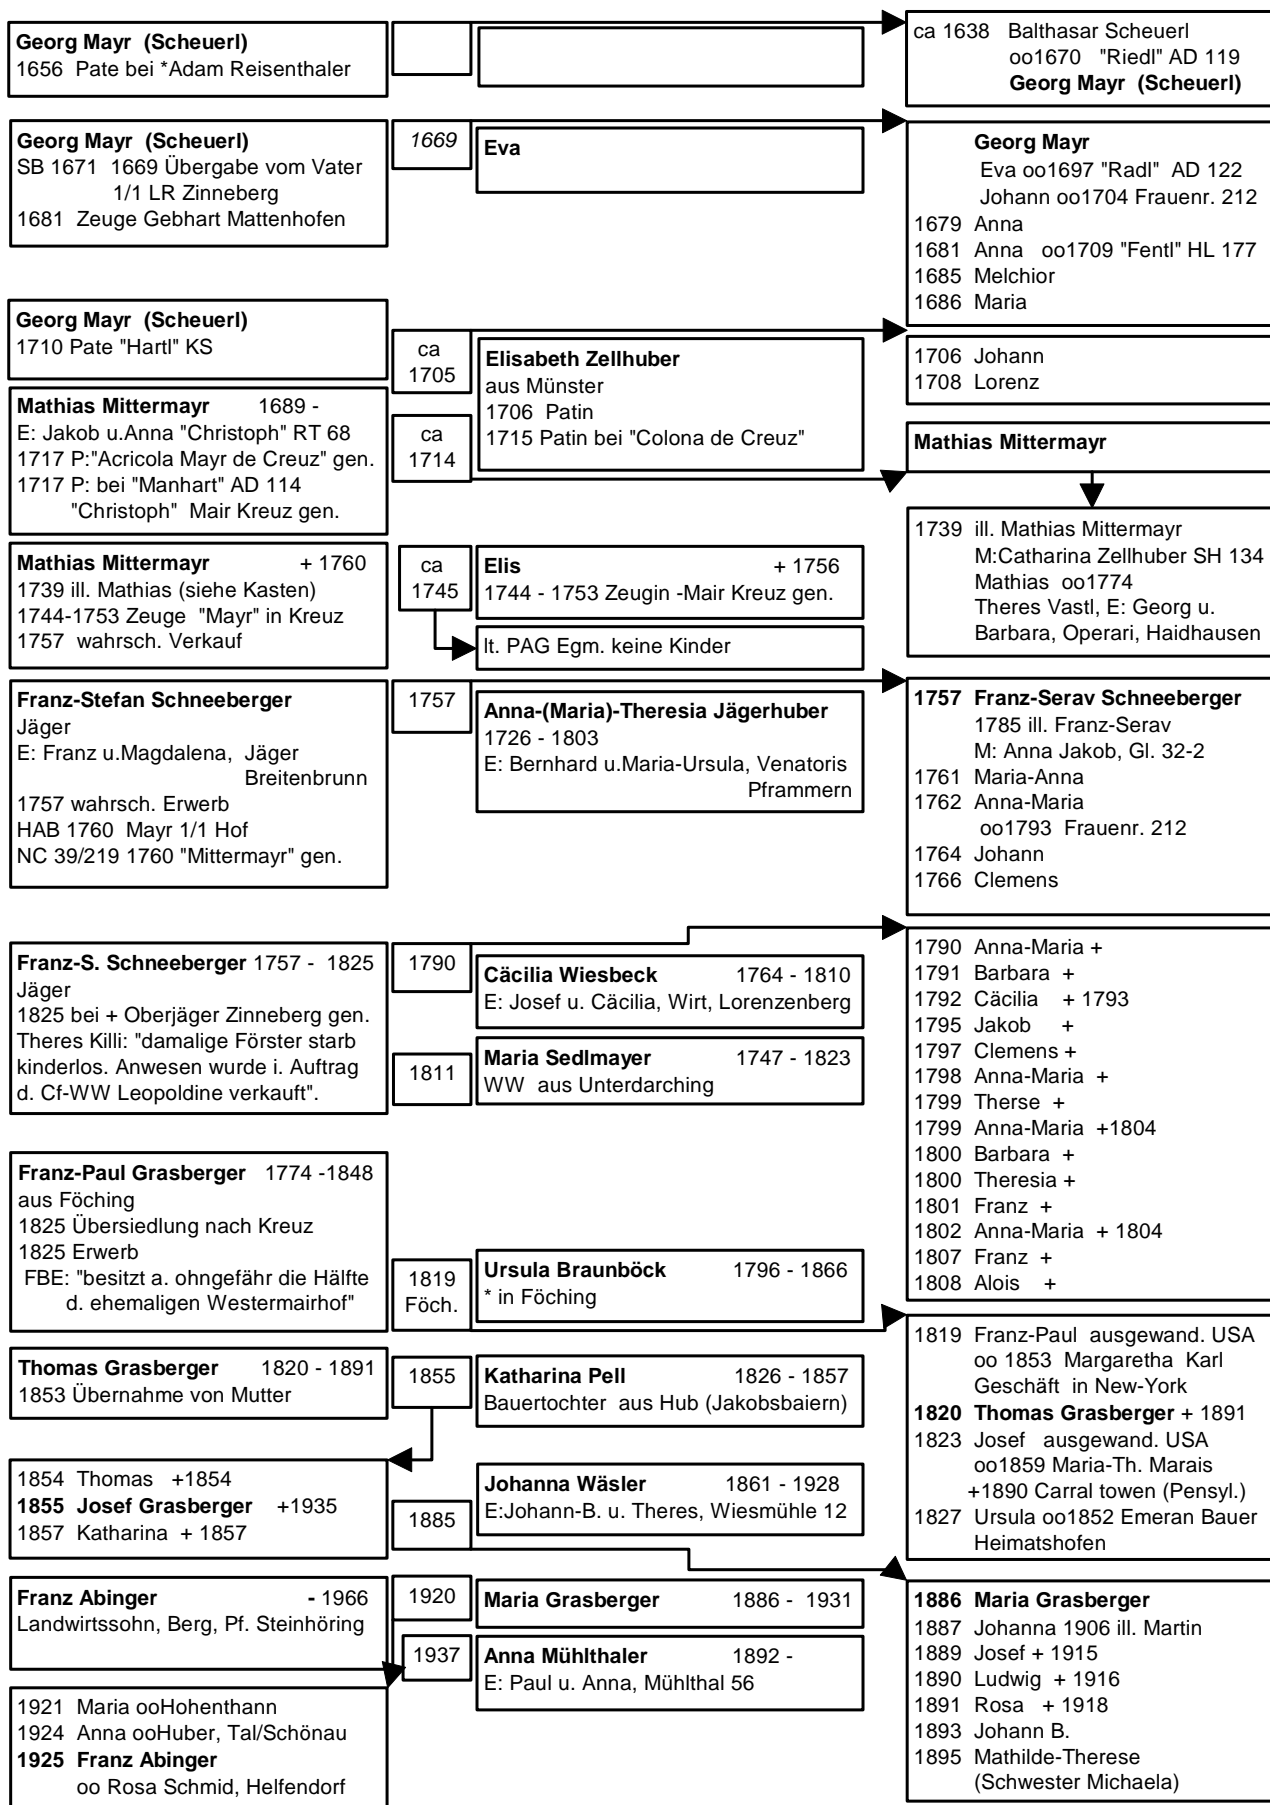 Georg Mayr (Scheuerl)
1656 Pate bei *Adam Reisenthaler
ca 1638 Balthasar Scheuerl
oo1670 "Riedl" AD 119
Georg Mayr (Scheuerl)
Georg Mayr (Scheuerl)
SB 1671 1669 Übergabe vom Vater
1/1 LR Zinneberg
1681 Zeuge Gebhart Mattenhofen
1669
Eva
Georg Mayr
Eva oo1697 "Radl" AD 122
Johann oo1704 Frauenr. 212
1679 Anna
1681 Anna oo1709 "Fentl" HL 177
1685 Melchior
1686 Maria
Georg Mayr (Scheuerl)
1710 Pate "Hartl" KS
ca
1705
Elisabeth Zellhuber
aus Münster
1706 Patin
1715 Patin bei "Colona de Creuz"
1706 Johann
1708 Lorenz
Mathias Mittermayr 1689 -
E: Jakob u.Anna "Christoph" RT 68
1717 P:"Acricola Mayr de Creuz" gen.
1717 P: bei "Manhart" AD 114
"Christoph" Mair Kreuz gen.
ca
1714
Mathias Mittermayr
1739 ill. Mathias Mittermayr
M:Catharina Zellhuber SH 134
Mathias oo1774
Theres Vastl, E: Georg u.
Barbara, Operari, Haidhausen
Mathias Mittermayr + 1760
1739 ill. Mathias (siehe Kasten)
1744-1753 Zeuge "Mayr" in Kreuz
1757 wahrsch. Verkauf
ca
1745
Elis + 1756
1744 - 1753 Zeugin -Mair Kreuz gen.
lt. PAG Egm. keine Kinder
Franz-Stefan Schneeberger
Jäger
E: Franz u.Magdalena, Jäger
Breitenbrunn
1757 wahrsch. Erwerb
HAB 1760 Mayr 1/1 Hof
NC 39/219 1760 "Mittermayr" gen.
1757
Anna-(Maria)-Theresia Jägerhuber
1726 - 1803
E: Bernhard u.Maria-Ursula, Venatoris
Pframmern
1757 Franz-Serav Schneeberger
1785 ill. Franz-Serav
M: Anna Jakob, Gl. 32-2
1761 Maria-Anna
1762 Anna-Maria
oo1793 Frauenr. 212
1764 Johann
1766 Clemens
Franz-S. Schneeberger 1757 - 1825
Jäger
1825 bei + Oberjäger Zinneberg gen.
Theres Killi: "damalige Förster starb
kinderlos. Anwesen wurde i. Auftrag
d. Cf-WW Leopoldine verkauft".
1790
Cäcilia Wiesbeck 1764 - 1810
E: Josef u. Cäcilia, Wirt, Lorenzenberg
1811
Maria Sedlmayer 1747 - 1823
WW aus Unterdarching
1790 Anna-Maria +
1791 Barbara +
1792 Cäcilia + 1793
1795 Jakob +
1797 Clemens +
1798 Anna-Maria +
1799 Therse +
1799 Anna-Maria +1804
1800 Barbara +
1800 Theresia +
1801 Franz +
1802 Anna-Maria + 1804
1807 Franz +
1808 Alois +
Franz-Paul Grasberger 1774 -1848
aus Föching
1825 Übersiedlung nach Kreuz
1825 Erwerb
FBE: "besitzt a. ohngefähr die Hälfte
d. ehemaligen Westermairhof"
1819
Föch.
Ursula Braunböck 1796 - 1866
* in Föching
1819 Franz-Paul ausgewand. USA
oo 1853 Margaretha Karl
Geschäft in New-York
1820 Thomas Grasberger + 1891
1823 Josef ausgewand. USA
oo1859 Maria-Th. Marais
+1890 Carral towen (Pensyl.)
1827 Ursula oo1852 Emeran Bauer
Heimatshofen
Thomas Grasberger 1820 - 1891
1853 Übernahme von Mutter
1855
Katharina Pell 1826 - 1857
Bauertochter aus Hub (Jakobsbaiern)
1854 Thomas +1854
1855 Josef Grasberger +1935
1857 Katharina + 1857
1885
Johanna Wäsler 1861 - 1928
E:Johann-B. u. Theres, Wiesmühle 12
Franz Abinger - 1966
Landwirtssohn, Berg, Pf. Steinhöring
1920
Maria Grasberger 1886 - 1931
1937
Anna Mühlthaler 1892 -
E: Paul u. Anna, Mühlthal 56
1886 Maria Grasberger
1887 Johanna 1906 ill. Martin
1889 Josef + 1915
1890 Ludwig + 1916
1891 Rosa + 1918
1893 Johann B.
1895 Mathilde-Therese
(Schwester Michaela)
1921 Maria ooHohenthann
1924 Anna ooHuber, Tal/Schönau
1925 Franz Abinger
oo Rosa Schmid, Helfendorf